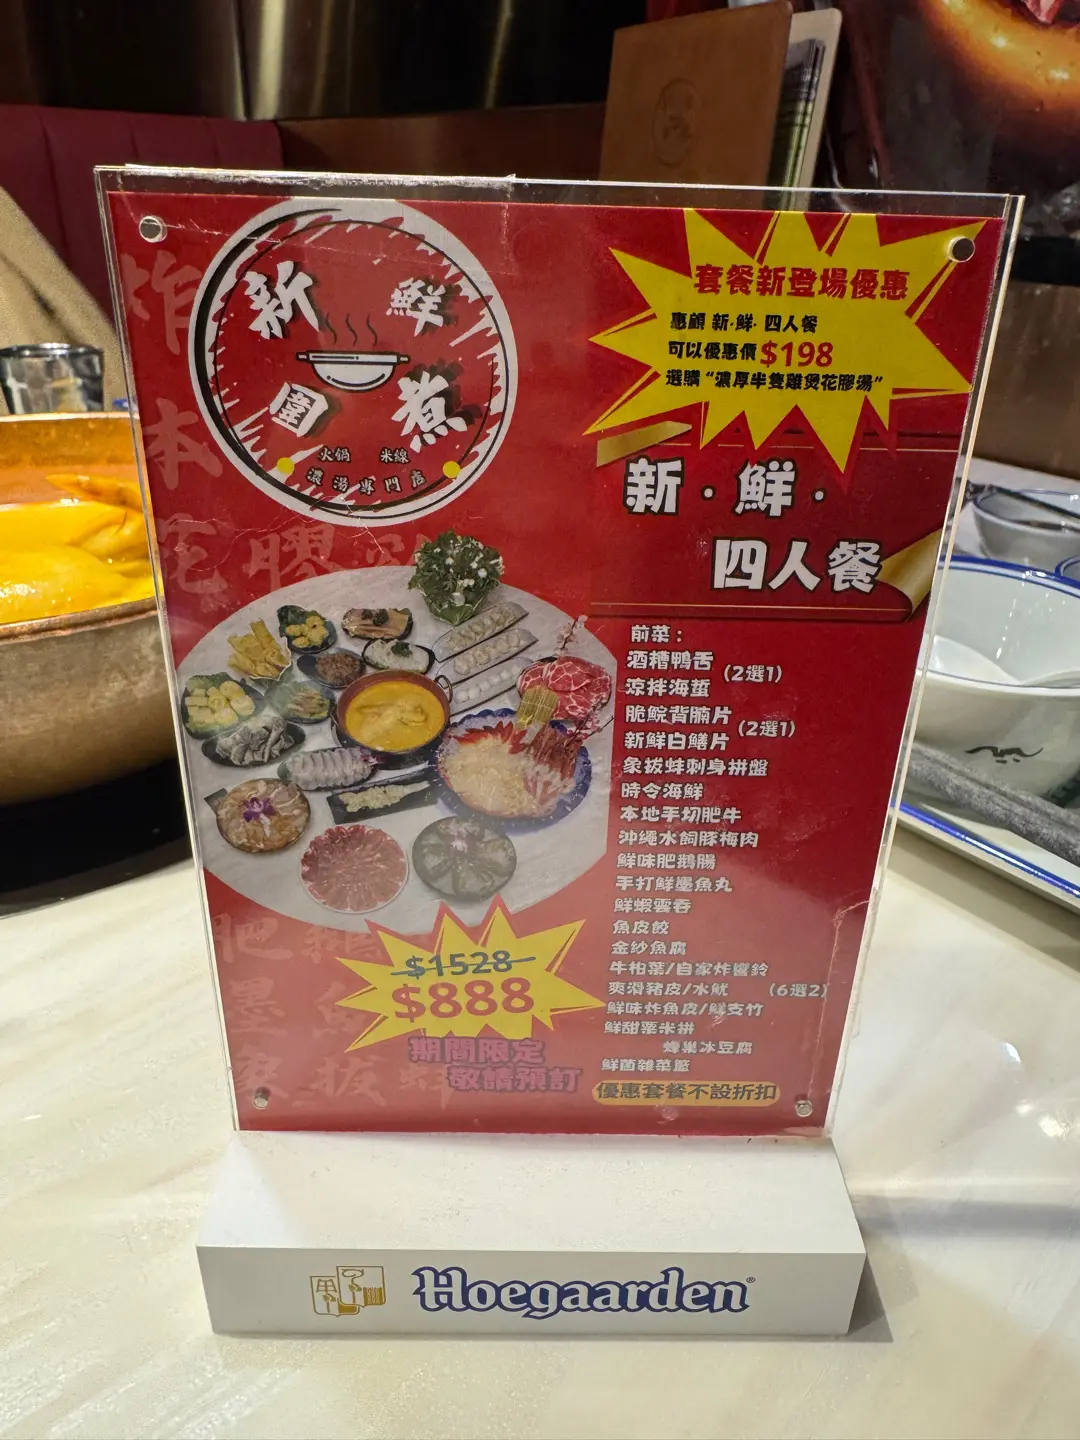 新 鮮
圍 煮
火鍋 米線
濃湯專門店
套餐新登場優惠
惠顧 新·鮮· 四人餐
可以優惠價$198
選購“濃厚半隻雞煲花膠湯”
新·鮮·
四人餐
前菜：
酒糟鴨舌
(2選1)
涼拌海蜇
脆鯇背腩片
(2選1)
新鮮白鱔片
象拔蚌刺身拼盤
時令海鮮
本地手切肥牛
沖繩水飼豚梅肉
鮮味肥鵝腸
手打鮮墨魚丸
鮮蝦雲吞
魚皮餃
金紗魚腐
牛柏葉/自家炸響鈴
爽滑豬皮/水魷 (6選2)
鮮味炸魚皮/鮮支竹
鮮甜粟米拼
蜂巢冰豆腐
鮮菌雜菜籃
優惠套餐不設折扣
$1528
$888
期間限定
敬請預訂
Hoegaarden®